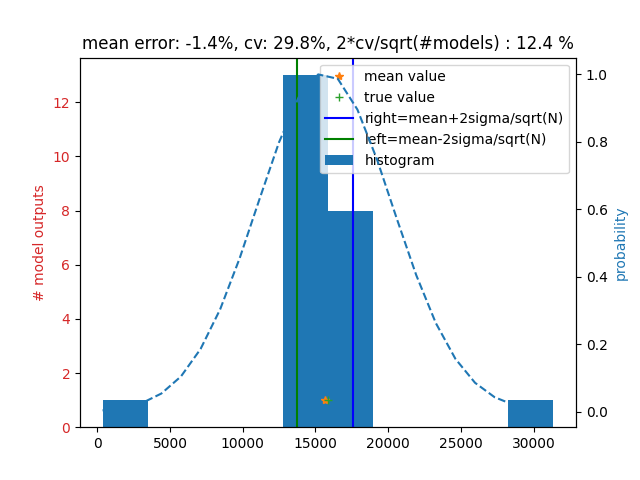 mean error: -1.4%, cv: 29.8%, 2*cv/sqrt(#models) : 12.4 %
mean value
true value
right=mean+2sigma/sqrt(N)
left=mean-2sigma/sqrt(N)
histogram
# model outputs
12
10
8
6
4
2
0
1.0
0.8
0.6
0.4
0.2
0.0
probability
0 5000 10000 15000 20000 25000 30000